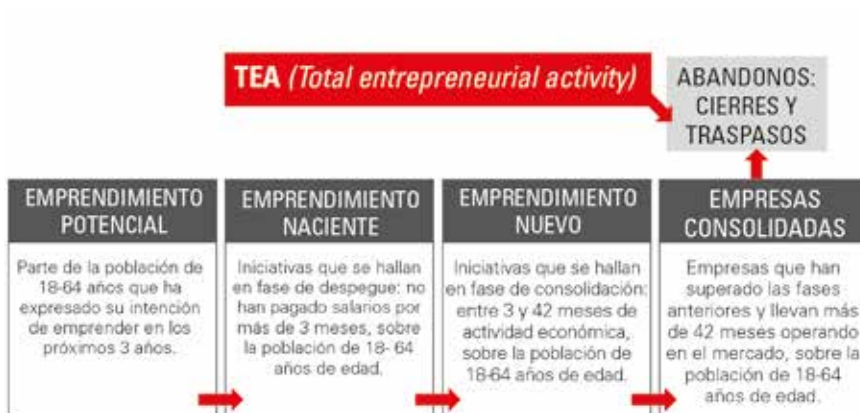 TEA (Total entrepreneurial activity)
ABANDONOS:
CIERRES Y
TRASPASOS
EMPRENDIMIENTO
POTENCIAL
Parte de la población de
18-64 años que ha
expresado su intención
de emprender en los
próximos 3 años.
EMPRENDIMIENTO
NACIENTE
Iniciativas que se hallan
en fase de despegue: no
han pagado salarios por
más de 3 meses, sobre
la población de 18- 64
años de edad.
EMPRENDIMIENTO
NUEVO
Iniciativas que se hallan
en fase de consolidación:
entre 3 y 42 meses de
actividad económica,
sobre la población de
18-64 años de edad.
EMPRESAS
CONSOLIDADAS
Empresas que han
superado las fases
anteriores y llevan más
de 42 meses operando
en el mercado, sobre la
población de 18-64
años de edad.